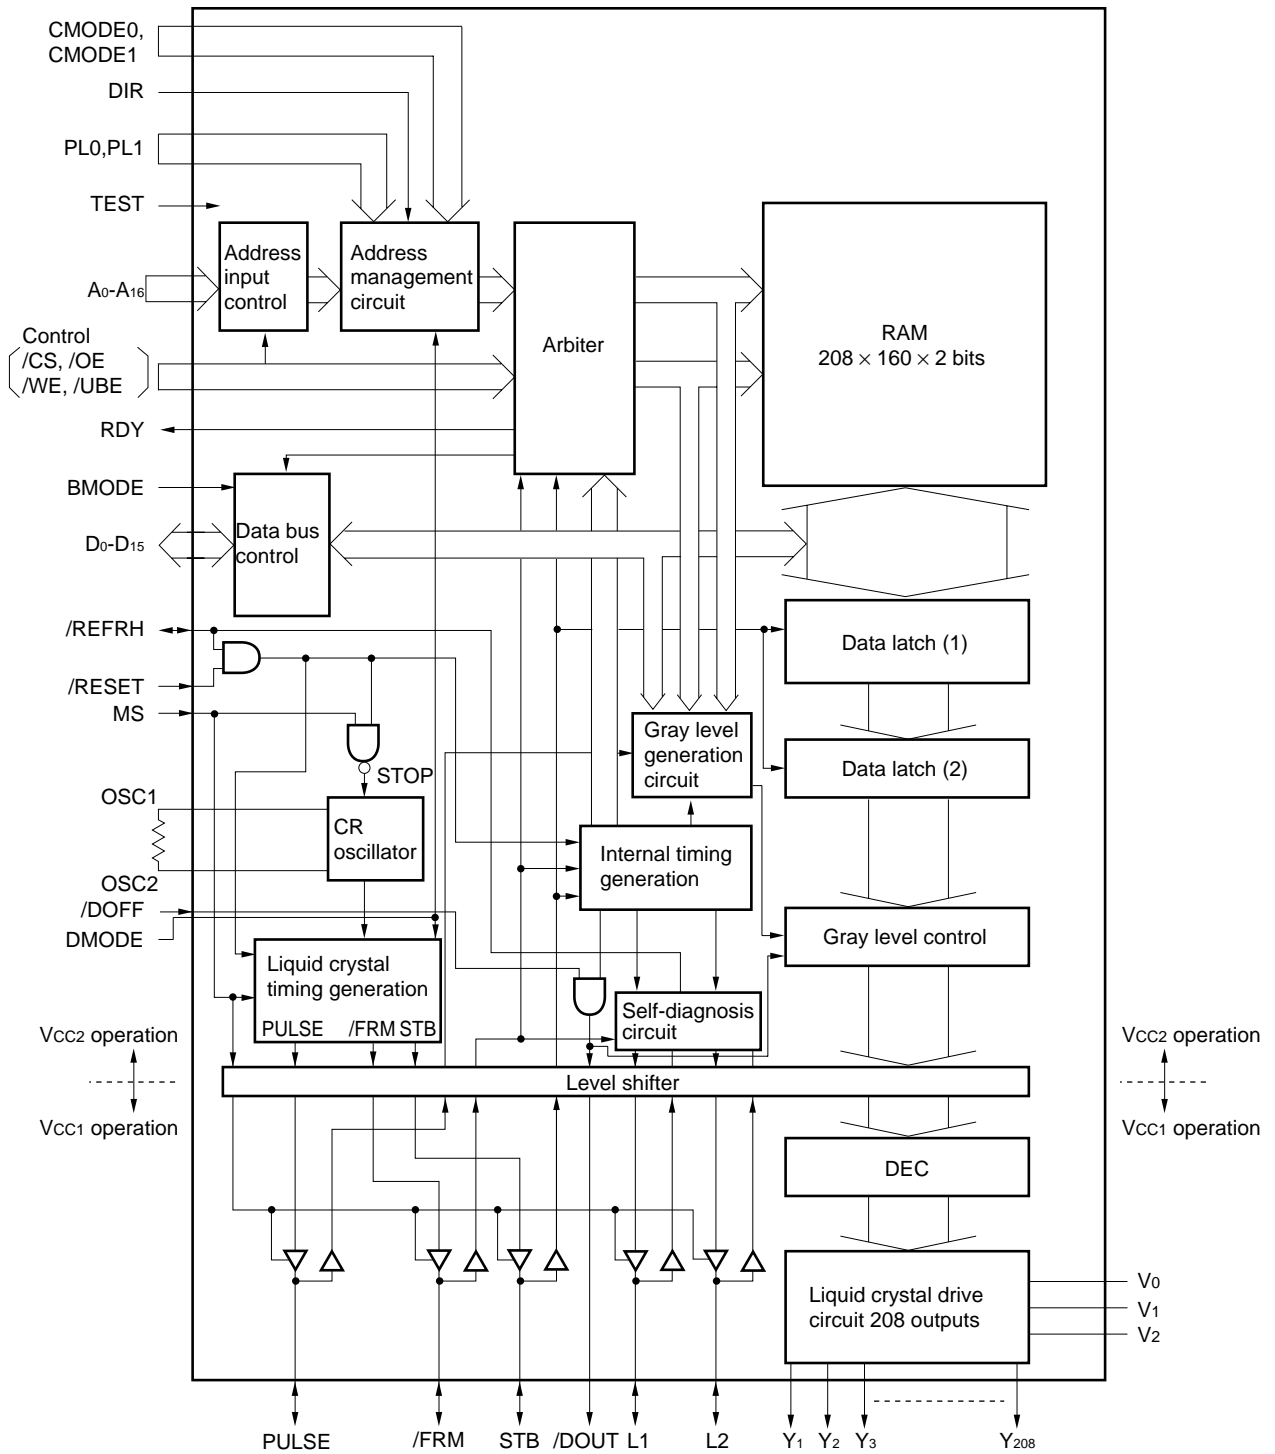 CMODE0,
CMODE1
DIR
PL0,PL1
TEST
A0-A16
Control
/CS, /OE
/WE, /UBE
RDY
BMODE
D0-D15
/REFRH
/RESET
MS
OSC1
OSC2
/DOFF
DMODE
Address
input
control
Address
management
circuit
Arbiter
RAM
208 × 160 × 2 bits
Data bus
control
Data latch (1)
Gray level
generation
circuit
Data latch (2)
STOP
CR
oscillator
Internal timing
generation
Gray level control
Liquid crystal
timing generation
PULSE /FRM STB
Self-diagnosis
circuit
VCC2 operation
VCC1 operation
VCC2 operation
VCC1 operation
Level shifter
DEC
Liquid crystal drive
circuit 208 outputs
V0
V1
V2
PULSE /FRM STB /DOUT L1 L2 Y1 Y2 Y3 Y208